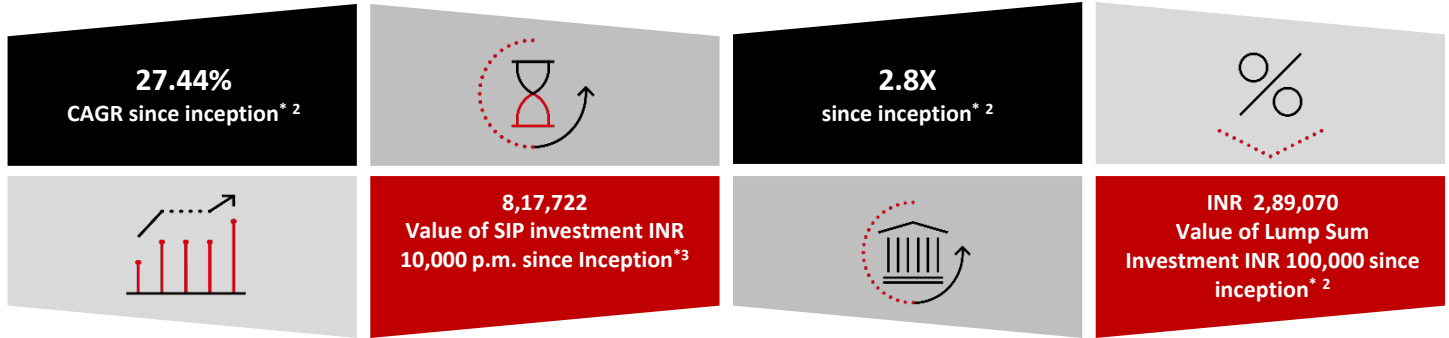 27.44%
CAGR since inception* 2
2.8X
since inception* 2
8,17,722
Value of SIP investment INR
10,000 p.m. since Inception*3
INR 2,89,070
Value of Lump Sum
Investment INR 100,000 since
inception* 2